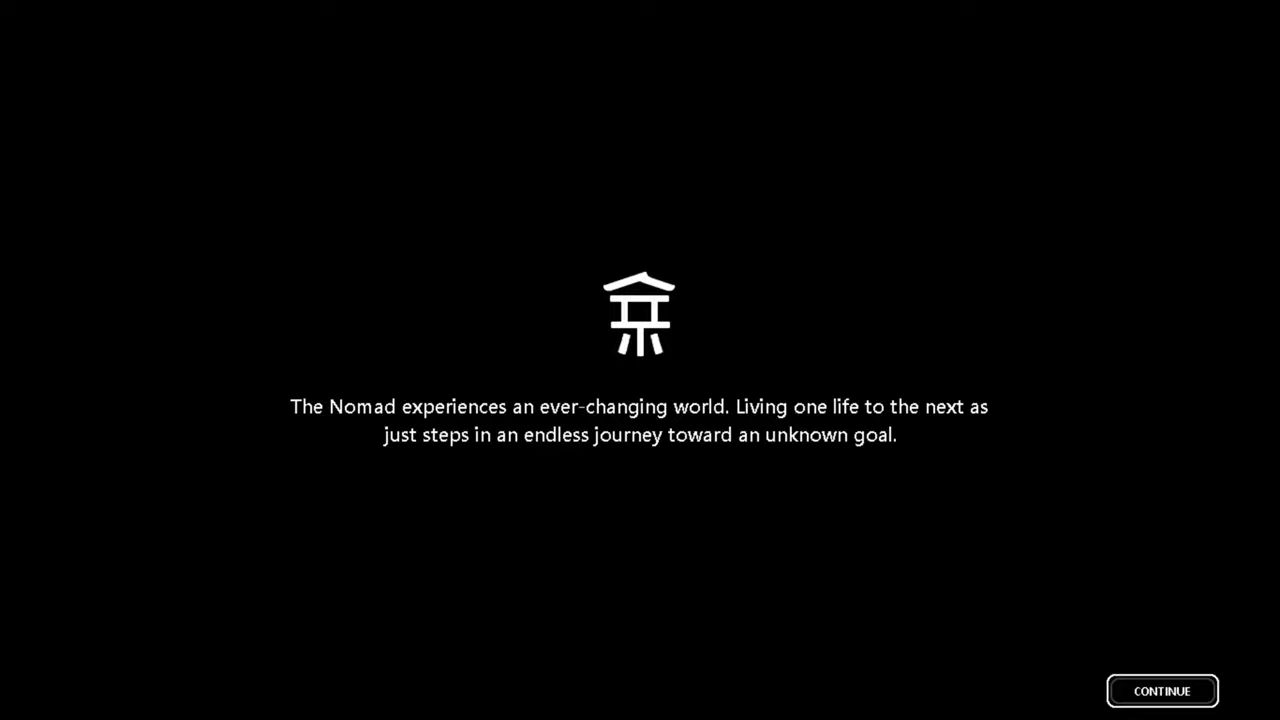 The Nomad experiences an ever-changing world. Living one life to the next as
just steps in an endless journey toward an unknown goal.
CONTINUE